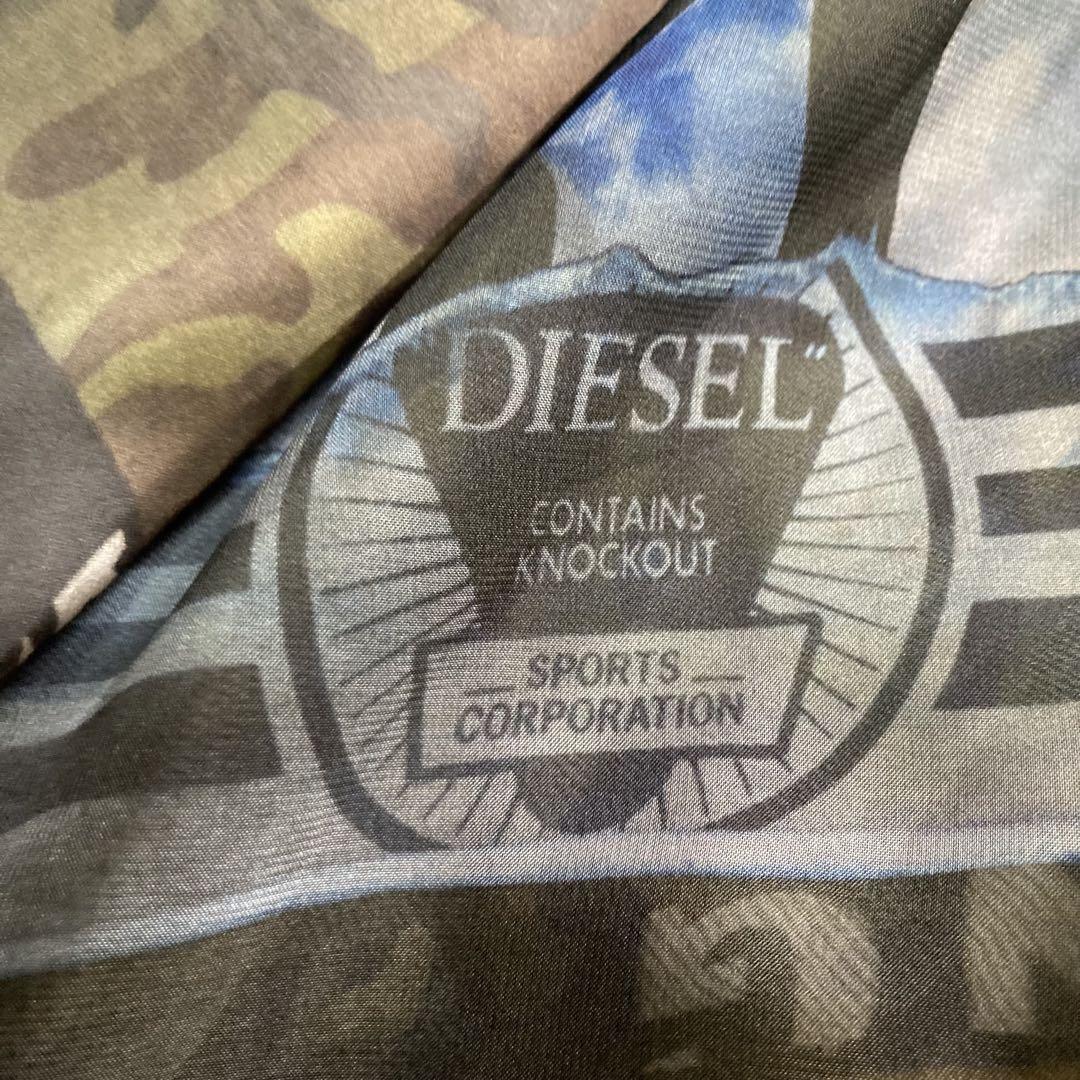 DIESEL"
CONTAINS
KNOCKOUT
SPORTS
CORPORATION